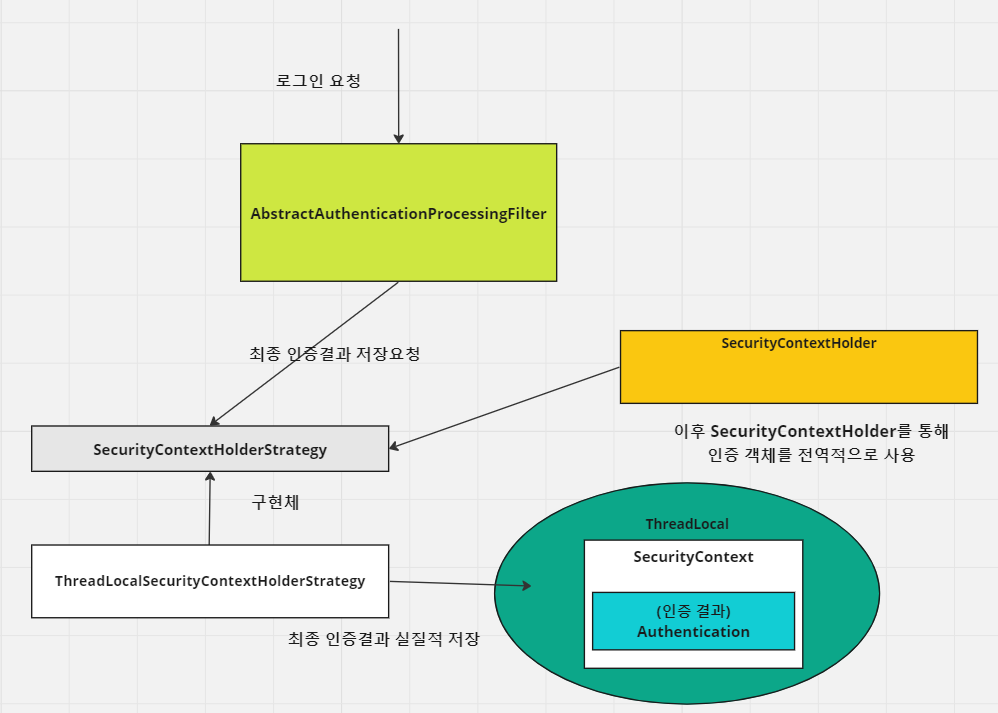 로그인 요청
AbstractAuthenticationProcessingFilter
최종 인증결과 저장요청
SecurityContextHolder
이후 SecurityContextHolder를 통해
인증 객체를 전역적으로 사용
SecurityContextHolderStrategy
구현체
ThreadLocalSecurityContextHolderStrategy
최종 인증결과 실질적 저장
ThreadLocal
SecurityContext
(인증 결과)
Authentication